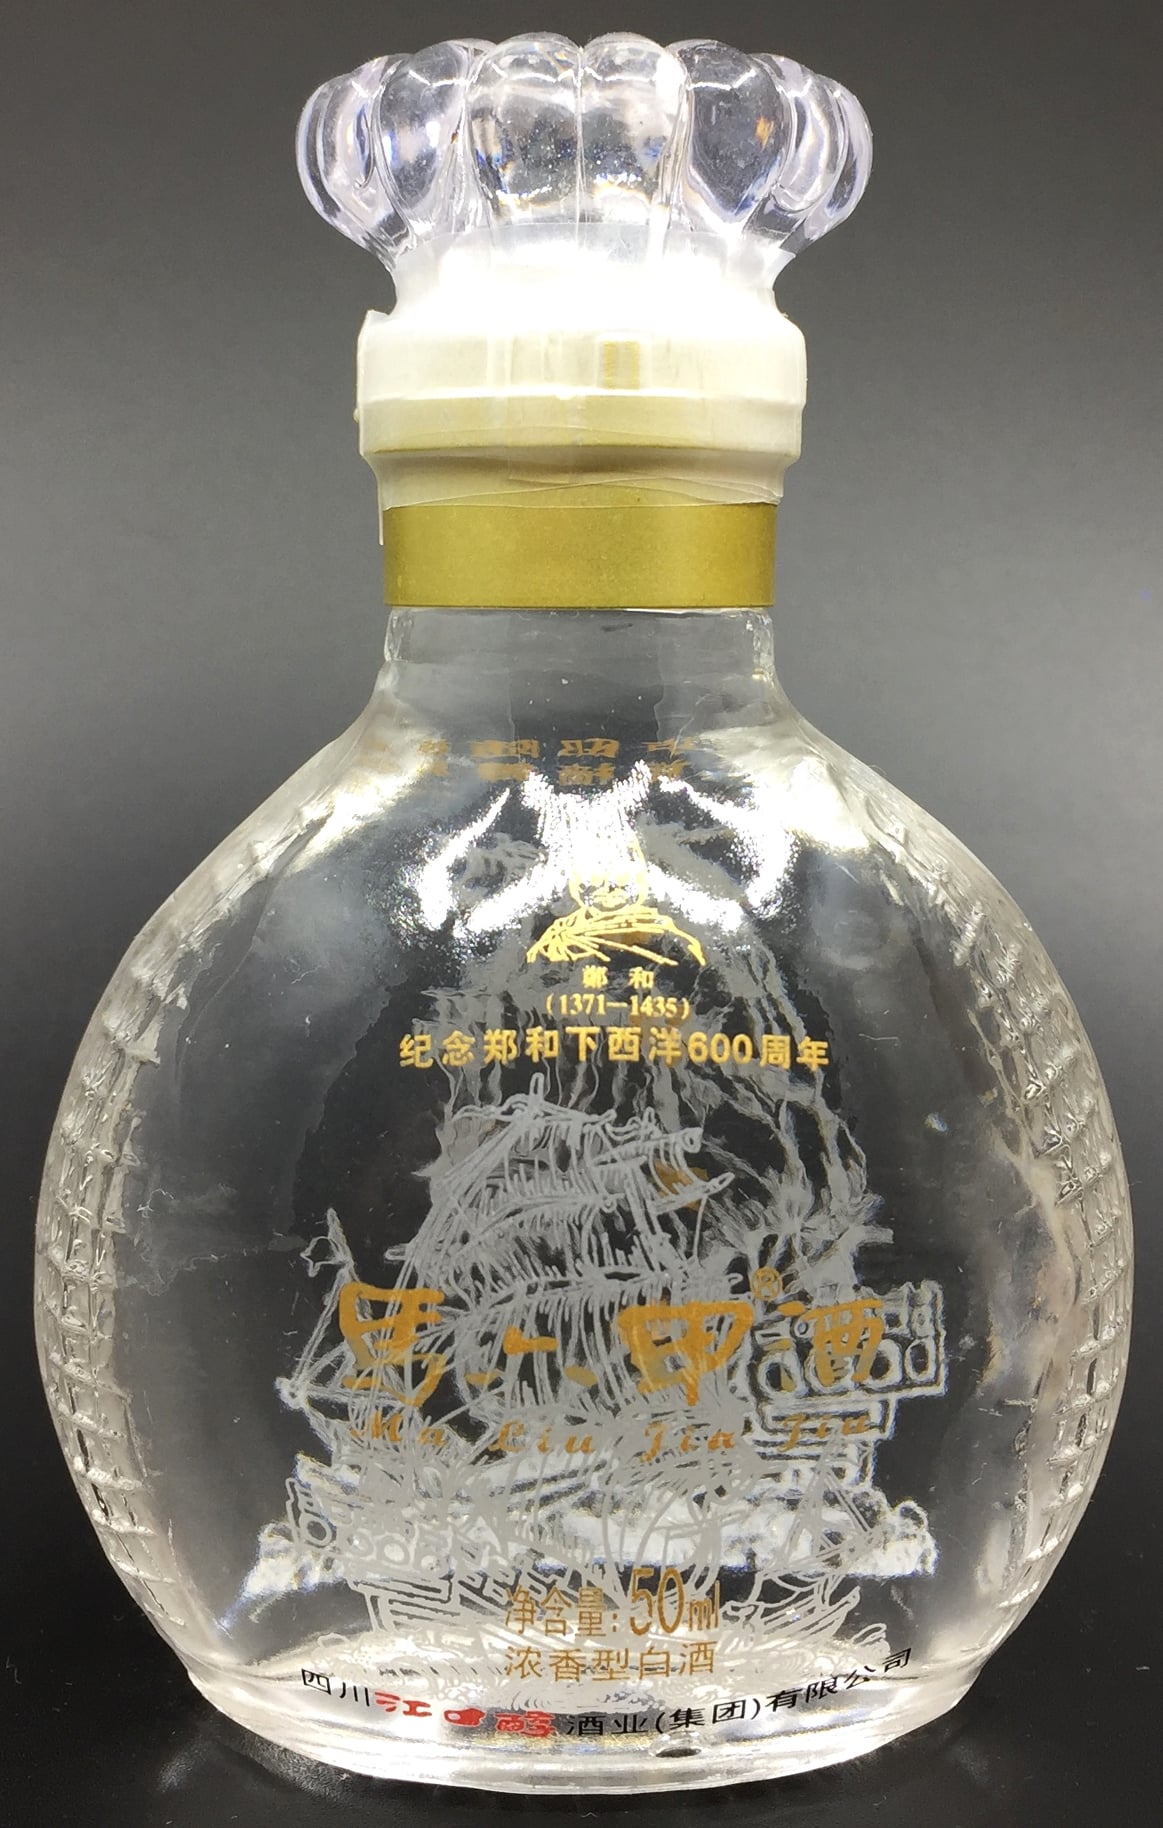 鄭和
(1371—1435)
纪念郑和下西洋600周年
马六甲®酒
Ma Liu Jia Jiu
净含量:50ml
浓香型白酒
四川江口醇酒业(集团)有限公司